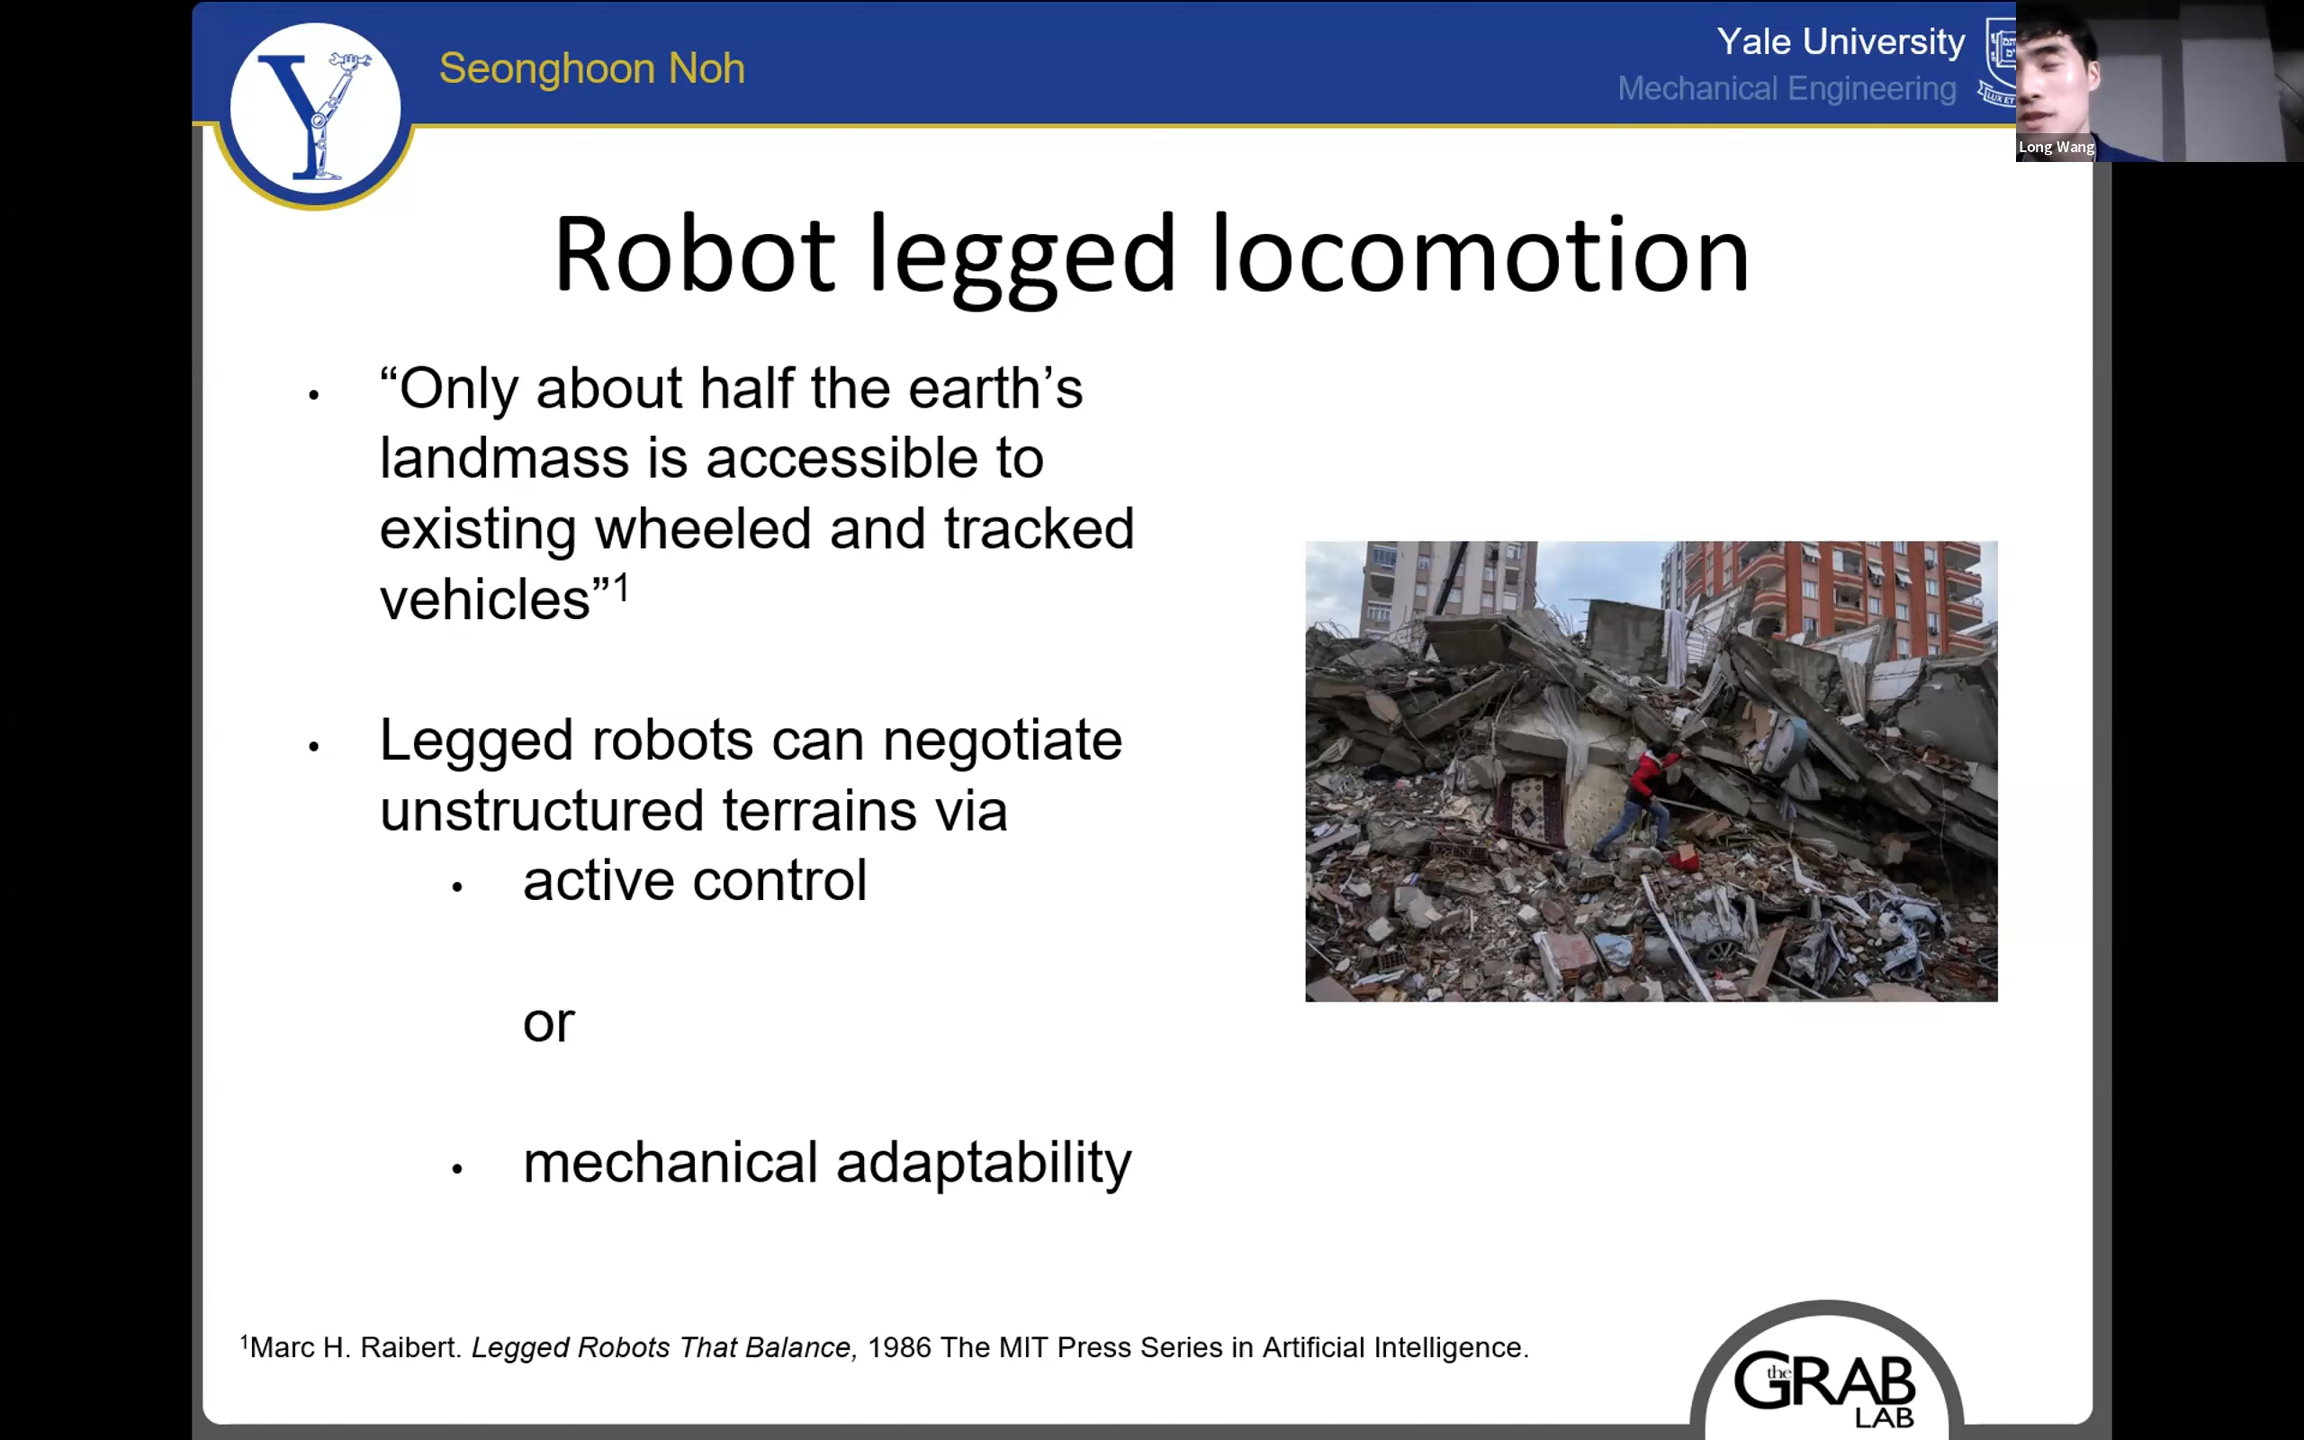 Seonghoon Noh
Yale University
Mechanical Engineering
LUX ET
Long Wang
Robot legged locomotion
• “Only about half the earth’s
landmass is accessible to
existing wheeled and tracked
vehicles”¹
• Legged robots can negotiate
unstructured terrains via
• active control
or
• mechanical adaptability
¹Marc H. Raibert. Legged Robots That Balance, 1986 The MIT Press Series in Artificial Intelligence.
the GRAB
LAB